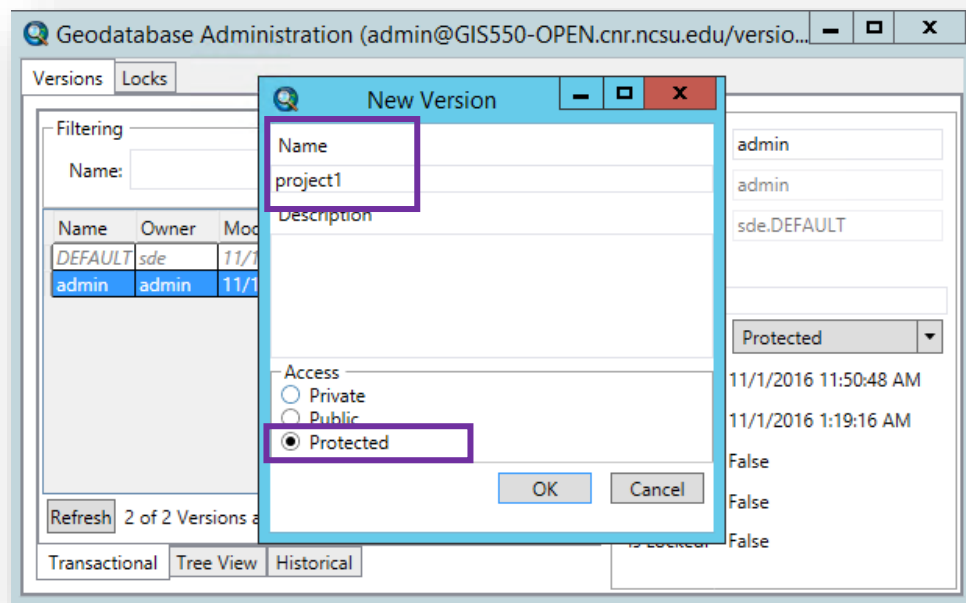 Geodatabase Administration (admin@GIS550-OPEN.cnr.ncsu.edu/versio...
Versions Locks
Filtering
Name:
Name Owner
DEFAULT sde 11/1
admin admin 11/1
Refresh 2 of 2 Versions
Transactional Tree View Historical
New Version
Name
project1
Description
Access
Private
Public
Protected
OK Cancel
admin
admin
sde.DEFAULT
Protected
11/1/2016 11:50:48 AM
11/1/2016 1:19:16 AM
False
False
False